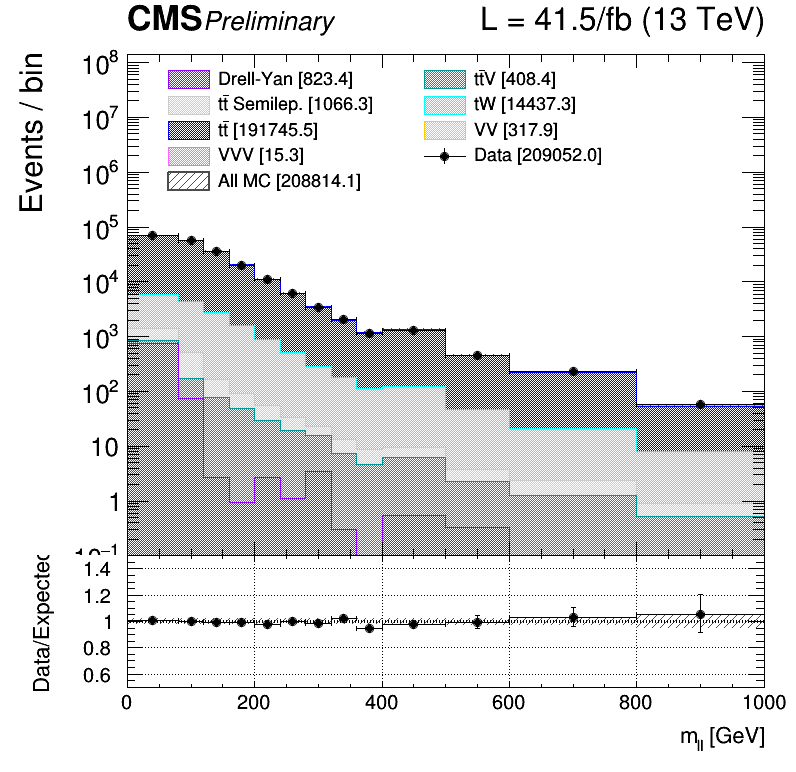 CMS Preliminary L = 41.5/fb (13 TeV)
Events / bin
10⁸
10⁷
10⁶
10⁵
10⁴
10³
10²
10
1
10⁻¹
Drell-Yan [823.4]
tt̄ Semilep. [1066.3]
tt̄ [191745.5]
VVV [15.3]
All MC [208814.1]
tt̄V [408.4]
tW [14437.3]
VV [317.9]
Data [209052.0]
Data/Expected
1.4
1.2
1
0.8
0.6
0 200 400 600 800 1000
m_ll [GeV]